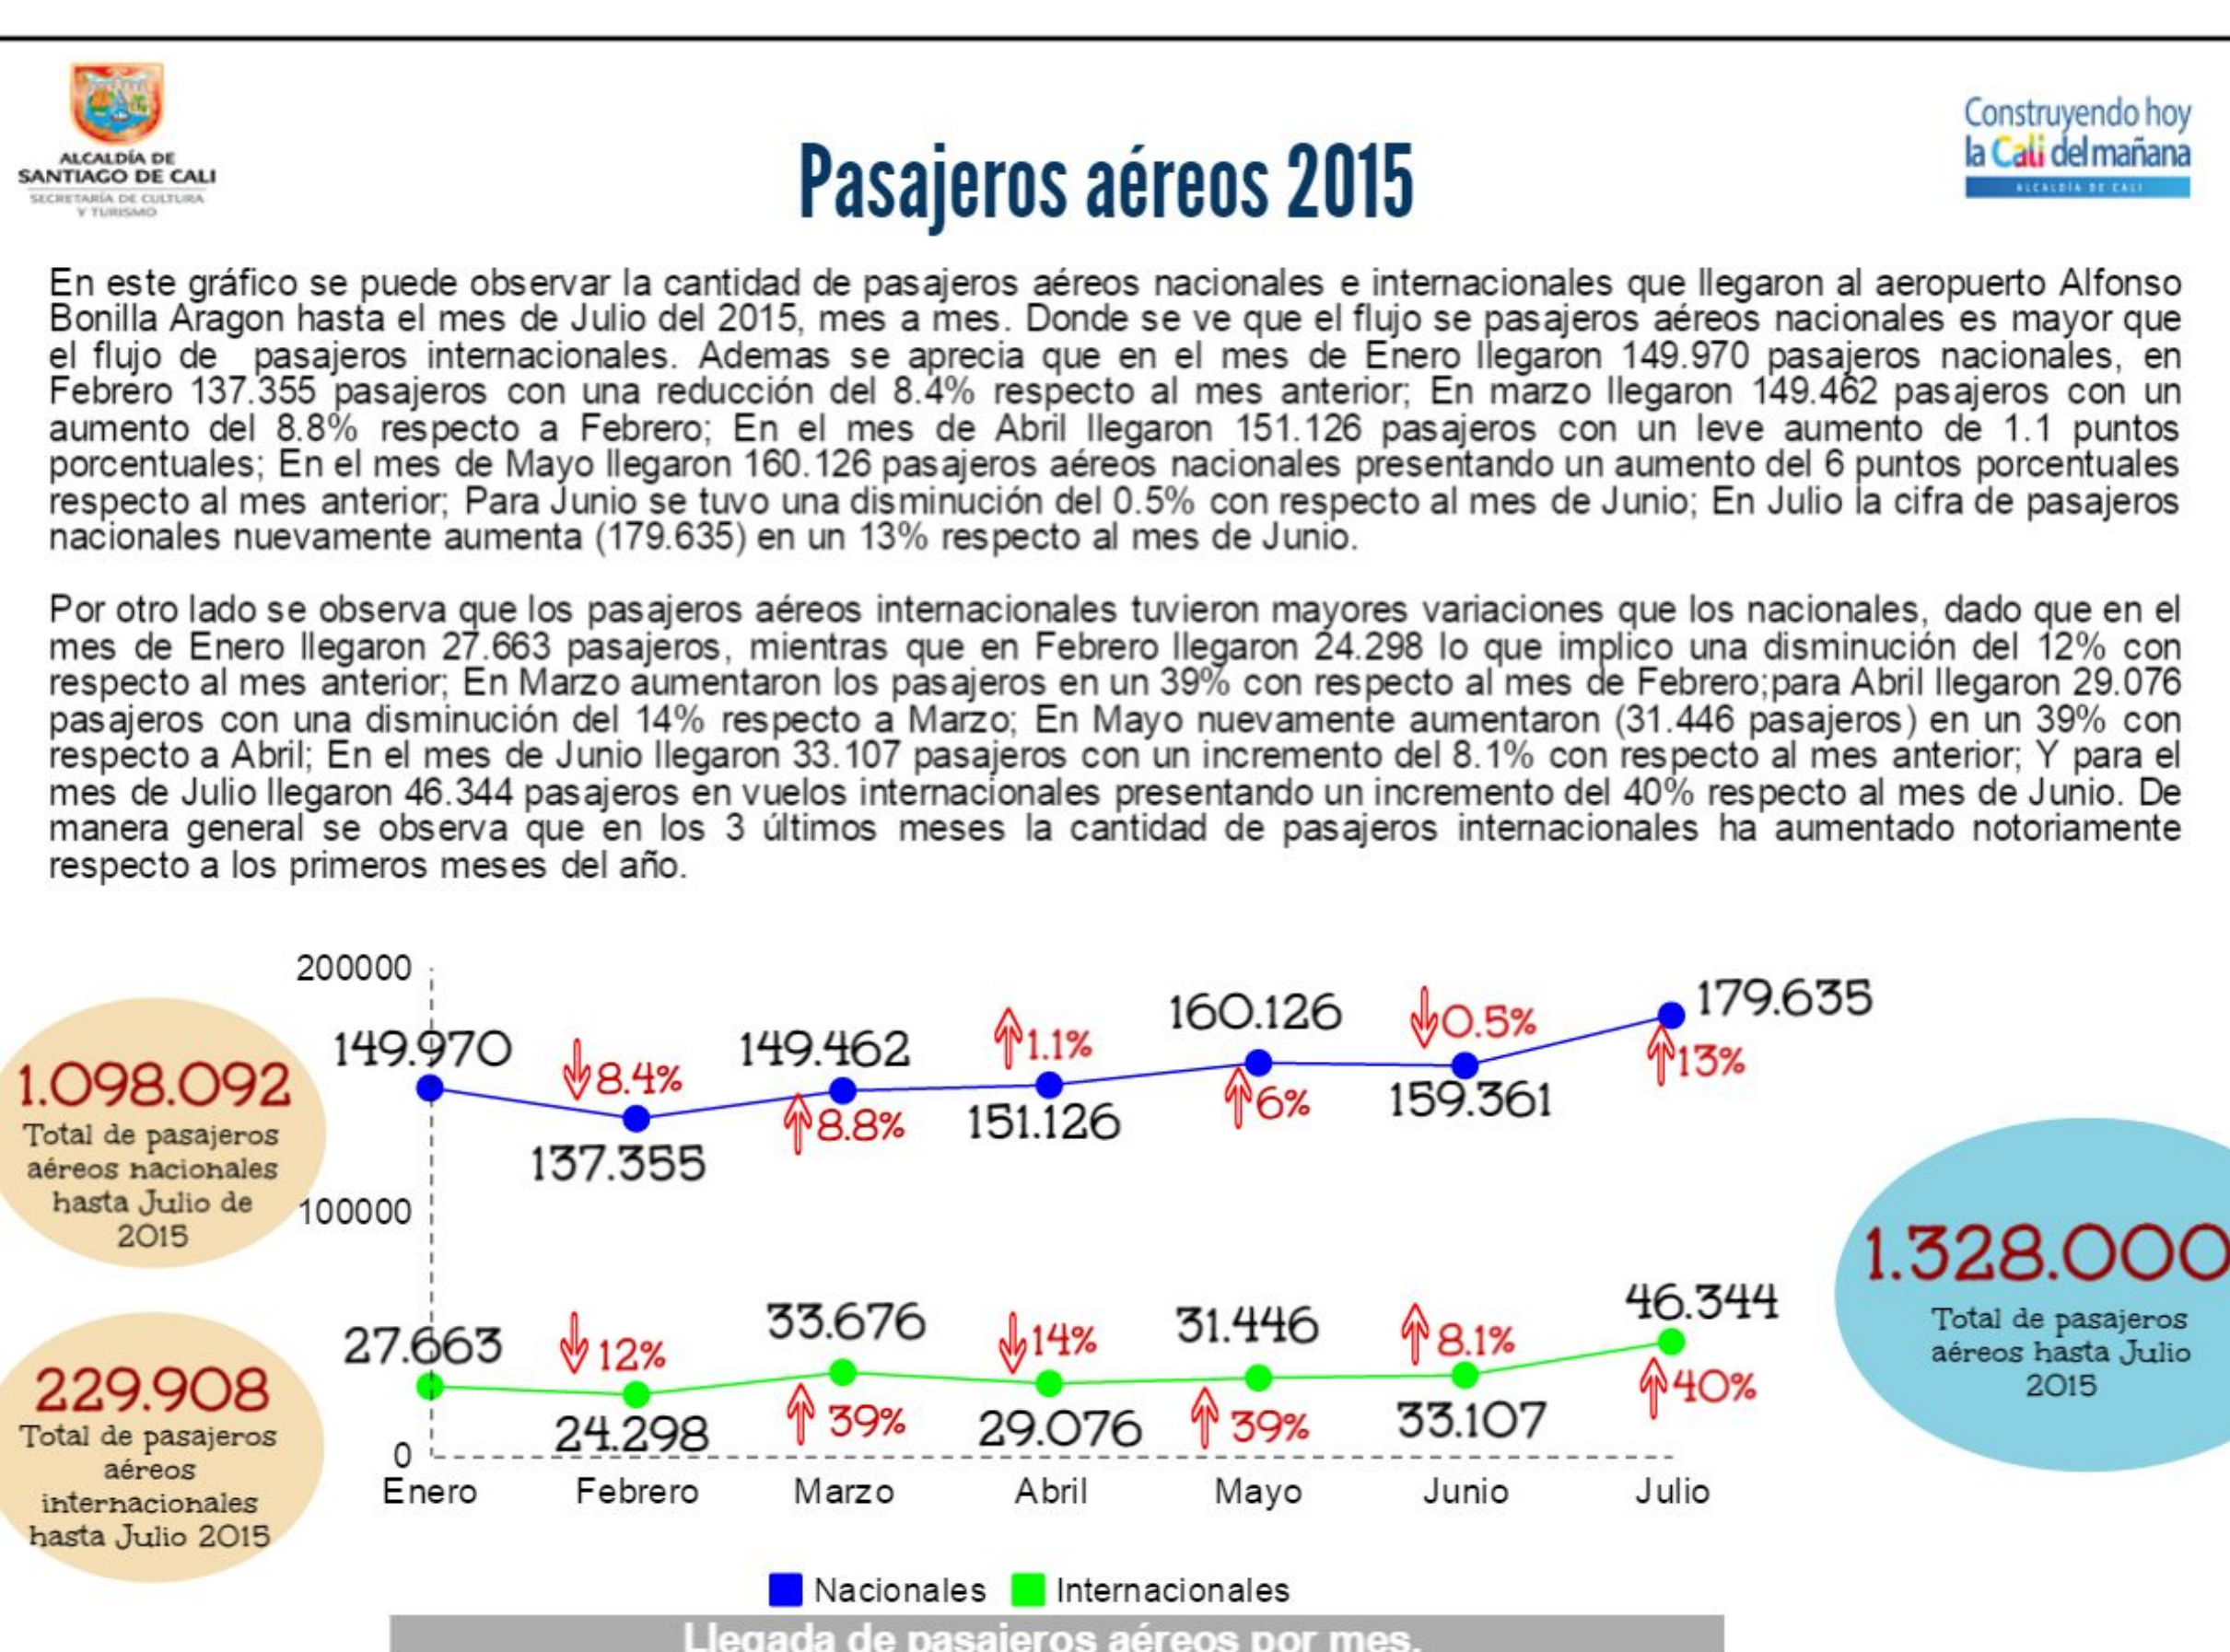 ALCALDÍA DE
SANTIAGO DE CALI
SECRETARÍA DE CULTURA
Y TURISMO
Construyendo hoy
la Cali del mañana
ALCALDÍA DE CALI
Pasajeros aéreos 2015
En este gráfico se puede observar la cantidad de pasajeros aéreos nacionales e internacionales que llegaron al aeropuerto Alfonso
Bonilla Aragon hasta el mes de Julio del 2015, mes a mes. Donde se ve que el flujo se pasajeros aéreos nacionales es mayor que
el flujo de pasajeros internacionales. Ademas se aprecia que en el mes de Enero llegaron 149.970 pasajeros nacionales, en
Febrero 137.355 pasajeros con una reducción del 8.4% respecto al mes anterior; En marzo llegaron 149.462 pasajeros con un
aumento del 8.8% respecto a Febrero; En el mes de Abril llegaron 151.126 pasajeros con un leve aumento de 1.1 puntos
porcentuales; En el mes de Mayo llegaron 160.126 pasajeros aéreos nacionales presentando un aumento del 6 puntos porcentuales
respecto al mes anterior; Para Junio se tuvo una disminución del 0.5% con respecto al mes de Junio; En Julio la cifra de pasajeros
nacionales nuevamente aumenta (179.635) en un 13% respecto al mes de Junio.
Por otro lado se observa que los pasajeros aéreos internacionales tuvieron mayores variaciones que los nacionales, dado que en el
mes de Enero llegaron 27.663 pasajeros, mientras que en Febrero llegaron 24.298 lo que implico una disminución del 12% con
respecto al mes anterior; En Marzo aumentaron los pasajeros en un 39% con respecto al mes de Febrero;para Abril llegaron 29.076
pasajeros con una disminución del 14% respecto a Marzo; En Mayo nuevamente aumentaron (31.446 pasajeros) en un 39% con
respecto a Abril; En el mes de Junio llegaron 33.107 pasajeros con un incremento del 8.1% con respecto al mes anterior; Y para el
mes de Julio llegaron 46.344 pasajeros en vuelos internacionales presentando un incremento del 40% respecto al mes de Junio. De
manera general se observa que en los 3 últimos meses la cantidad de pasajeros internacionales ha aumentado notoriamente
respecto a los primeros meses del año.
1.098.092
Total de pasajeros
aéreos nacionales
hasta Julio de
2015
229.908
Total de pasajeros
aéreos
internacionales
hasta Julio 2015
200000
100000
0
149.970
8.4%
137.355
149.462
8.8%
1.1%
151.126
160.126
6%
0.5%
159.361
179.635
13%
27.663
12%
24.298
33.676
39%
14%
29.076
31.446
39%
8.1%
33.107
46.344
40%
Enero Febrero Marzo Abril Mayo Junio Julio
1.328.000
Total de pasajeros
aéreos hasta Julio
2015
Nacionales Internacionales
Llegada de pasajeros aéreos por mes.